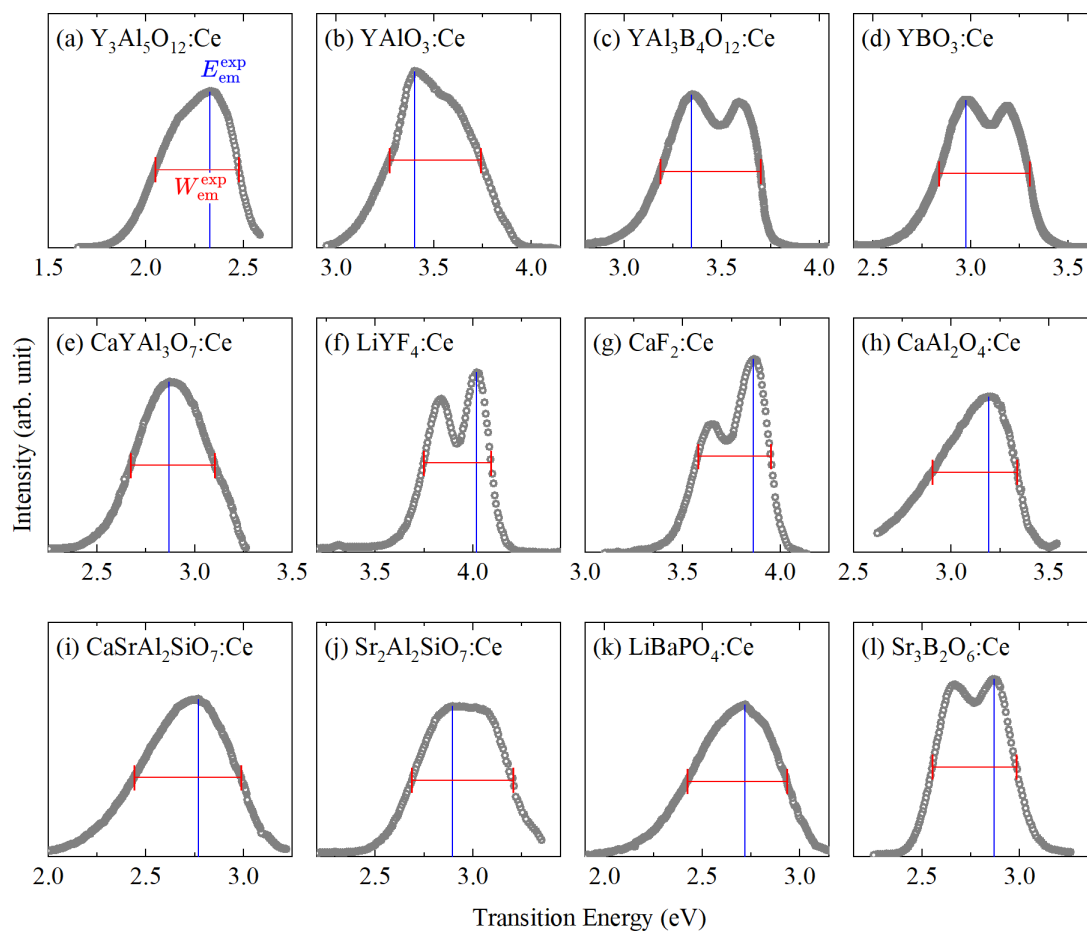 (a) Y₃Al₅O₁₂:Ce
(b) YAlO₃:Ce
(c) YAl₃B₄O₁₂:Ce
(d) YBO₃:Ce
E_em^exp
W_em^exp
1.5 2.0 2.5
3.0 3.5 4.0
3.0 3.5 4.0
2.5 3.0 3.5
(e) CaYAl₃O₇:Ce
(f) LiYF₄:Ce
(g) CaF₂:Ce
(h) CaAl₂O₄:Ce
Intensity (arb. unit)
2.5 3.0 3.5
3.5 4.0
3.0 3.5 4.0
2.5 3.0 3.5
(i) CaSrAl₂SiO₇:Ce
(j) Sr₂Al₂SiO₇:Ce
(k) LiBaPO₄:Ce
(l) Sr₃B₂O₆:Ce
2.0 2.5 3.0
2.5 3.0
2.0 2.5 3.0
2.5 3.0
Transition Energy (eV)